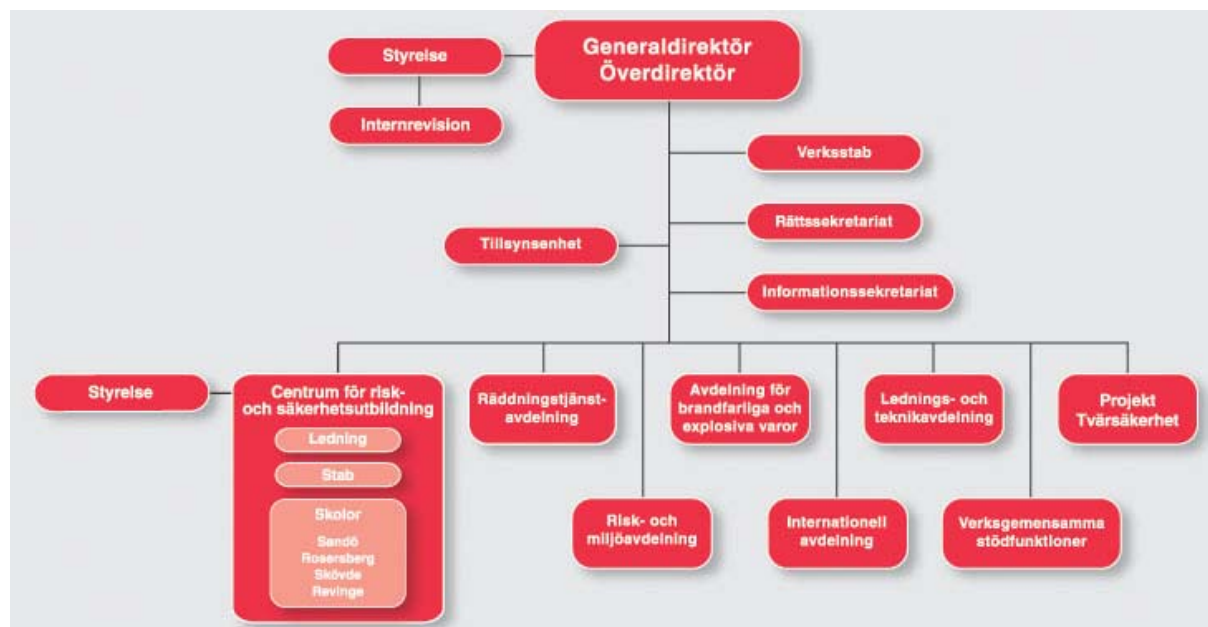 Generaldirektör
Överdirektör
Styrelse
Internrevision
Verksstab
Rättssekretariat
Tillsynsenhet
Informationssekretariat
Styrelse
Centrum för risk-
och säkerhetsutbildning
Ledning
Stab
Skolor
Sandö
Rosersberg
Skövde
Revinge
Räddningstjänst-
avdelning
Avdelning för
brandfarliga och
explosiva varor
Lednings- och
teknikavdelning
Projekt
Tvärsäkerhet
Risk- och
miljöavdelning
Internationell
avdelning
Verksgemensamma
stödfunktioner